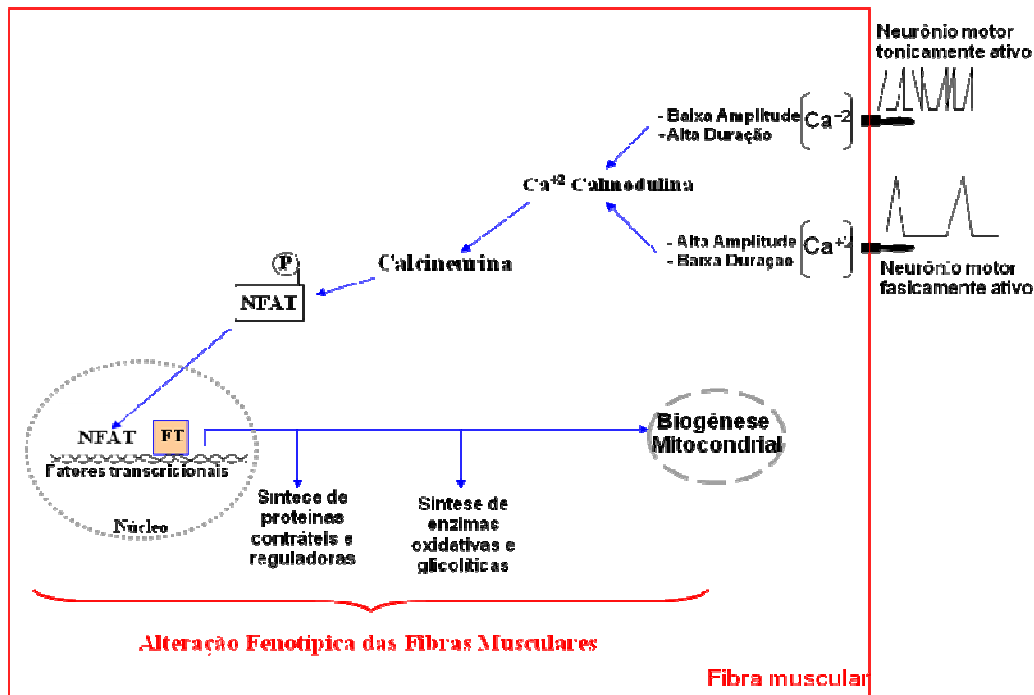 Neurônio motor
tonicamente ativo
- Baixa Amplitude
- Alta Duração
Ca+2
Ca+2 Calmodulina
- Alta Amplitude
- Baixa Duração
Ca+2
Neurônio motor
fasicamente ativo
Calcineurina
P
NFAT
NFAT
FT
Fatores transcricionais
Núcleo
Síntece de
proteínas
contráteis e
reguladoras
Síntese de
enzimas
oxidativas e
glicolíticas
Biogênese
Mitocondrial
Alteração Fenotípica das Fibras Musculares
Fibra muscular